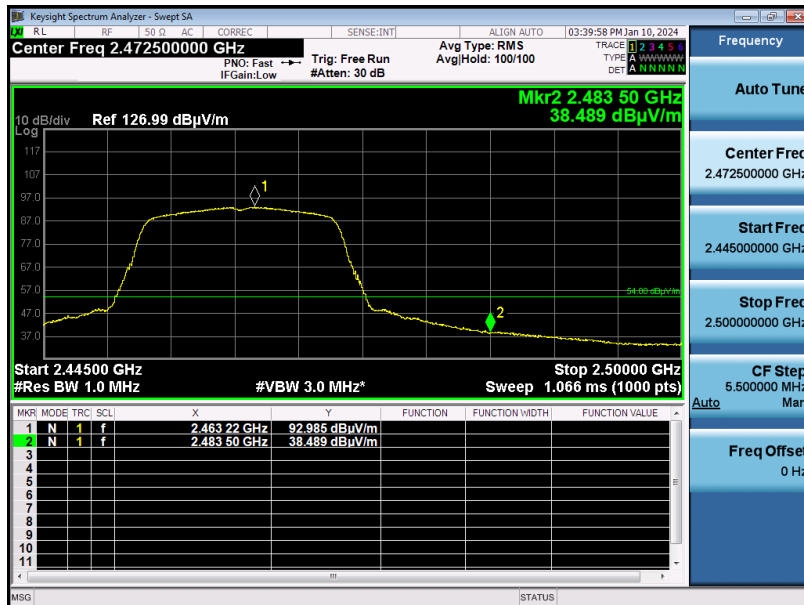 Keysight Spectrum Analyzer - Swept SA
LXI RL RF 50 Ω AC CORREC SENSE:INT ALIGN AUTO 03:39:58 PM Jan 10, 2024
Center Freq 2.472500000 GHz
PNO: Fast
IFGain:Low
Trig: Free Run
#Atten: 30 dB
Avg Type: RMS
Avg|Hold: 100/100
TRACE 1 2 3 4 5 6
TYPE A W W W W W
DET A N N N N N
Mkr2 2.483 50 GHz
38.489 dBµV/m
10 dB/div Ref 126.99 dBµV/m
Log
117
107
97.0
87.0
77.0
67.0
57.0
47.0
37.0
1
54.00 dBµV/m
2
Start 2.44500 GHz Stop 2.50000 GHz
#Res BW 1.0 MHz #VBW 3.0 MHz* Sweep 1.066 ms (1000 pts)
MKR MODE TRC SCL X Y FUNCTION FUNCTION WIDTH FUNCTION VALUE
1 N 1 f 2.463 22 GHz 92.985 dBµV/m
2 N 1 f 2.483 50 GHz 38.489 dBµV/m
3
4
5
6
7
8
9
10
11
MSG STATUS
Frequency
Auto Tune
Center Freq
2.472500000 GHz
Start Freq
2.445000000 GHz
Stop Freq
2.500000000 GHz
CF Step
5.500000 MHz
Auto Man
Freq Offset
0 Hz